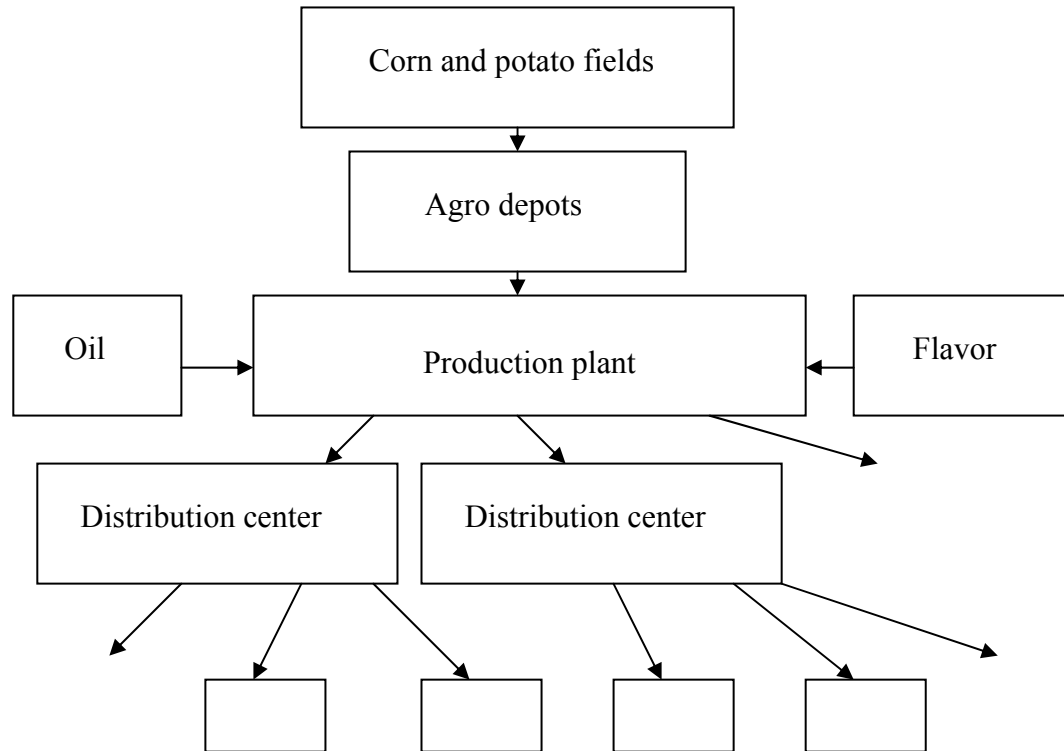 Corn and potato fields
Agro depots
Oil
Production plant
Flavor
Distribution center
Distribution center